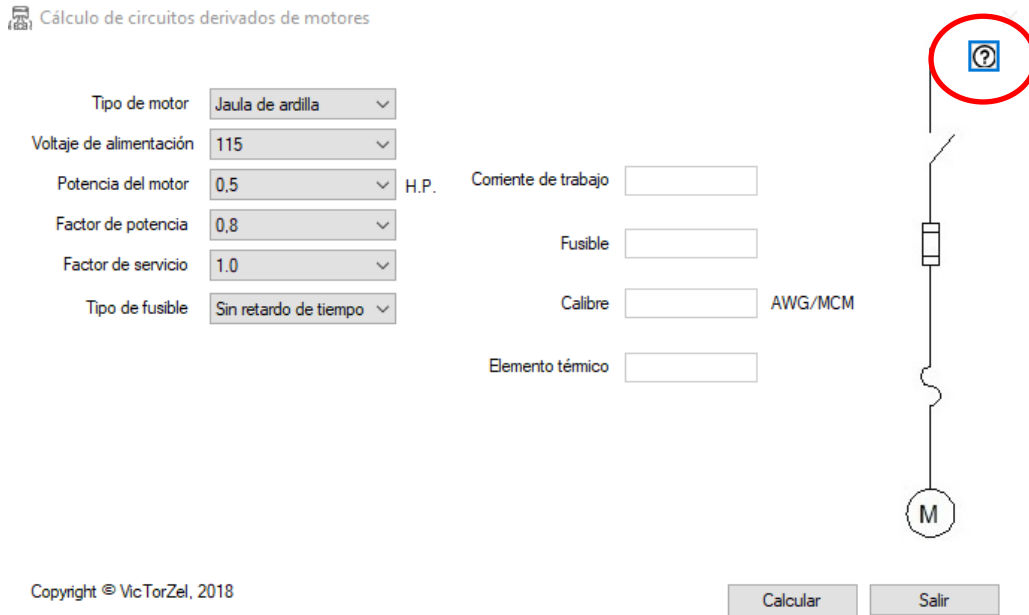 Cálculo de circuitos derivados de motores
?
Tipo de motor Jaula de ardilla
Voltaje de alimentación 115
Potencia del motor 0,5 H.P.
Factor de potencia 0,8
Factor de servicio 1.0
Tipo de fusible Sin retardo de tiempo
Corriente de trabajo
Fusible
Calibre AWG/MCM
Elemento térmico
M
Copyright © VicTorZel, 2018
Calcular Salir